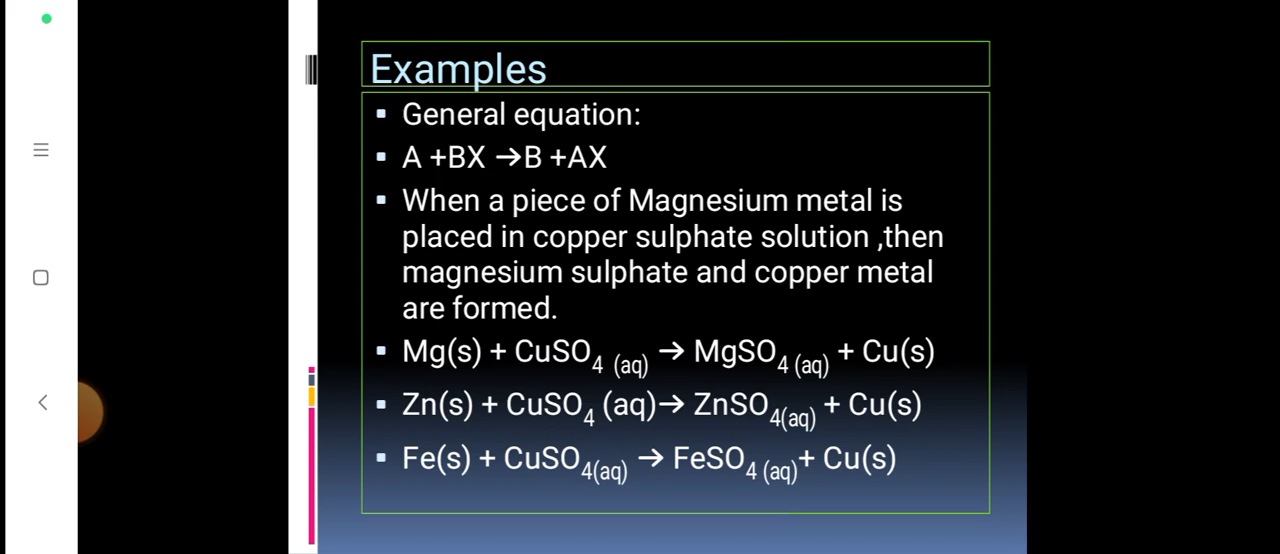 Examples
▪ General equation:
▪ A +BX →B +AX
▪ When a piece of Magnesium metal is
placed in copper sulphate solution ,then
magnesium sulphate and copper metal
are formed.
▪ Mg(s) + CuSO₄ (aq) → MgSO₄ (aq) + Cu(s)
▪ Zn(s) + CuSO₄ (aq)→ ZnSO₄(aq) + Cu(s)
▪ Fe(s) + CuSO₄(aq) → FeSO₄ (aq)+ Cu(s)